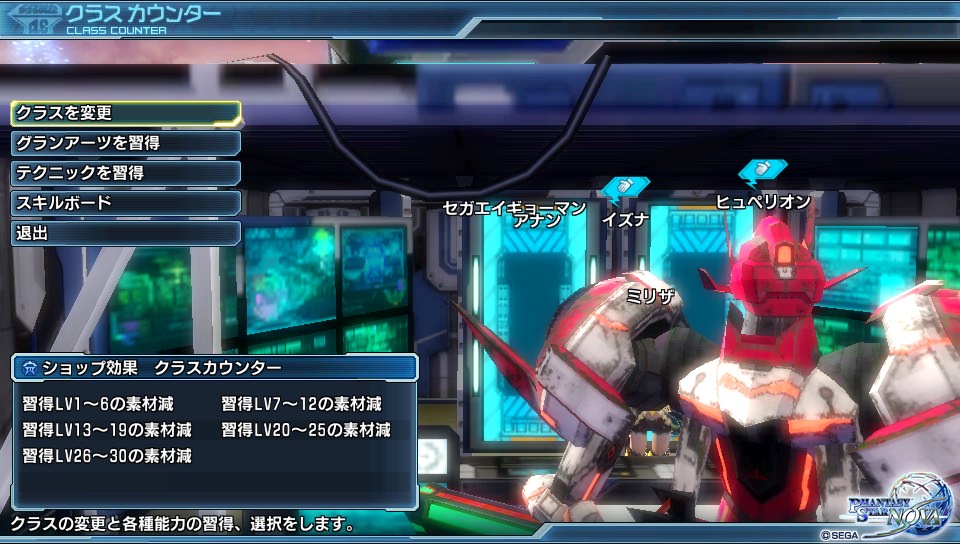 クラスカウンター
CLASS COUNTER
クラスを変更
グランアーツを習得
テクニックを習得
スキルボード
退出
セガエイギョーマン
アナン
イズナ
ヒュペリオン
ミリザ
ショップ効果 クラスカウンター
習得LV1～6の素材減 習得LV7～12の素材減
習得LV13～19の素材減 習得LV20～25の素材減
習得LV26～30の素材減
クラスの変更と各種能力の習得、選択をします。
PHANTASY
STAR NOVA
©SEGA